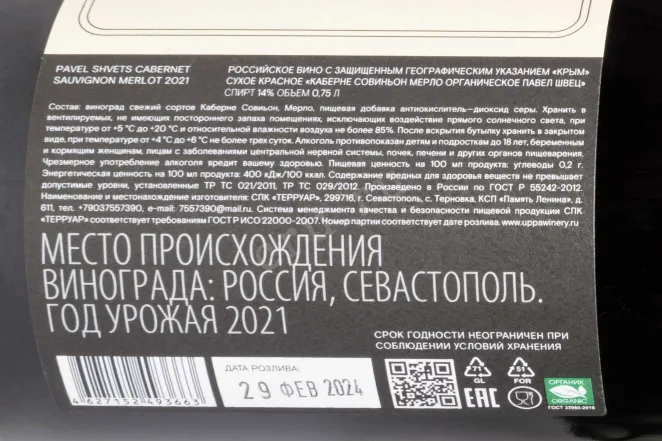 PAVEL SHVETS CABERNET
SAUVIGNON MERLOT 2021
РОССИЙСКОЕ ВИНО С ЗАЩИЩЕННЫМ ГЕОГРАФИЧЕСКИМ УКАЗАНИЕМ «КРЫМ»
СУХОЕ КРАСНОЕ «КАБЕРНЕ СОВИНЬОН МЕРЛО ОРГАНИЧЕСКОЕ ПАВЕЛ ШВЕЦ»
СПИРТ 14% ОБЪЕМ 0,75 Л
Состав: виноград свежий сортов Каберне Совиньон, Мерло, пищевая добавка антиокислитель–диоксид серы. Хранить в
вентилируемых, не имеющих постороннего запаха помещениях, исключающих воздействие прямого солнечного света, при
температуре от +5 °С до +20 °С и относительной влажности воздуха не более 85%. После вскрытия бутылку хранить в закрытом
виде, при температуре от +4 °С до +6 °С не более трех суток. Алкоголь противопоказан детям и подросткам до 18 лет, беременным
и кормящим женщинам, лицам с заболеваниями центральной нервной системы, почек, печени и других органов пищеварения.
Чрезмерное употребление алкоголя вредит вашему здоровью. Пищевая ценность на 100 мл продукта: углеводы 0,2 г.
Энергетическая ценность на 100 мл продукта: 400 кДж/100 ккал. Содержание вредных для здоровья веществ не превышает
допустимые уровни, установленные ТР ТС 021/2011, ТР ТС 029/2012. Произведено в России по ГОСТ Р 55242-2012.
Наименование и местонахождение изготовителя: СПК «ТЕРРУАР», 299716, г. Севастополь, с. Терновка, КСП «Память Ленина», д.
611, тел. +79037557390, e-mail: 7557390@mail.ru. Система менеджмента качества и безопасности пищевой продукции СПК
«ТЕРРУАР» соответствует требованиям ГОСТ Р ИСО 22000-2007. Номер партии соответствует дате розлива. www.uppawinery.ru
МЕСТО ПРОИСХОЖДЕНИЯ
ВИНОГРАДА: РОССИЯ, СЕВАСТОПОЛЬ.
ГОД УРОЖАЯ 2021
СРОК ГОДНОСТИ НЕОГРАНИЧЕН ПРИ
СОБЛЮДЕНИИ УСЛОВИЙ ХРАНЕНИЯ
4 627152 493663
ДАТА РОЗЛИВА:
29 ФЕВ 2024
71
GL
51
FOR
EAC
ОРГАНИК
ORGANIC
ГОСТ 33980-2016